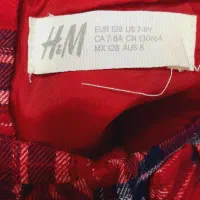 H&M
EUR 128 US 7-8Y
CA 7-8A CN 130/64
MX 128 AUS 8